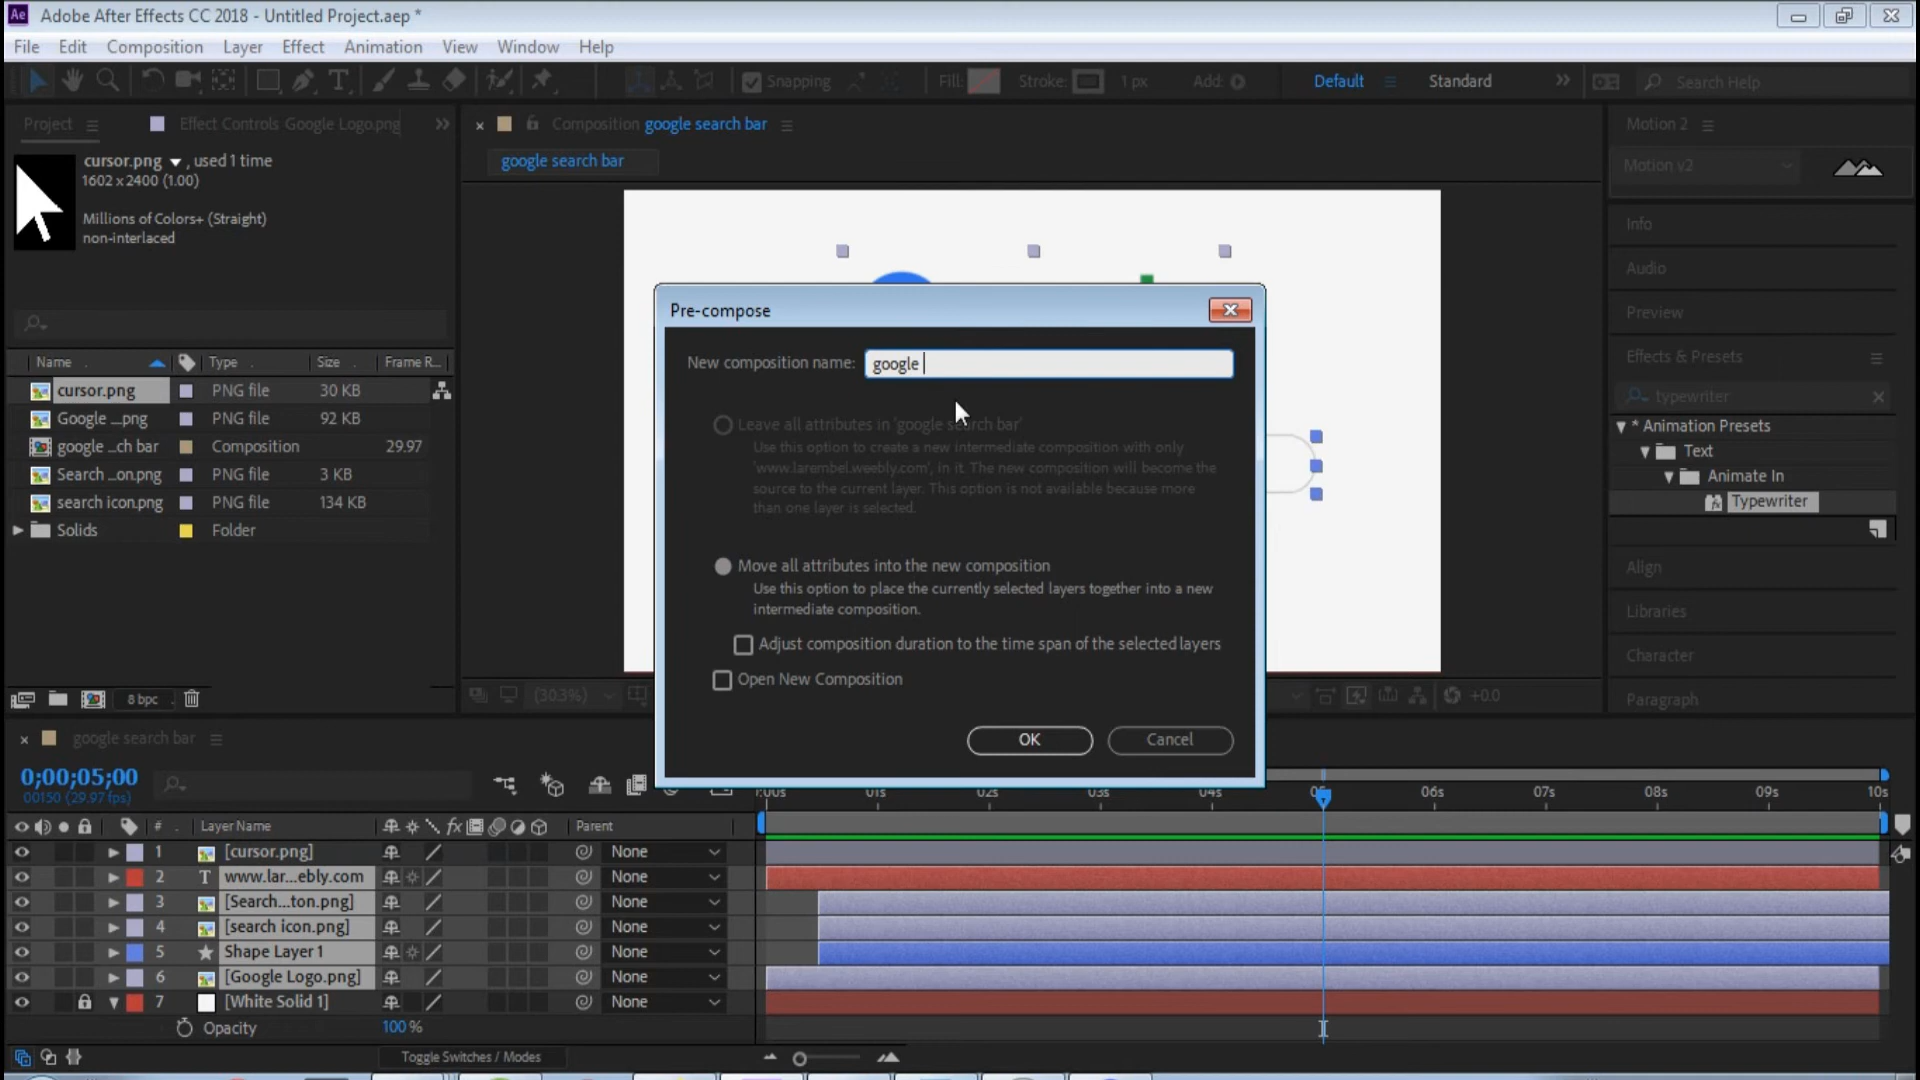 Ae Adobe After Effects CC 2018 - Untitled Project.aep *
File Edit Composition Layer Effect Animation View Window Help
Snapping Fill: Stroke: 1 px Add: Default Standard Search Help
Project Effect Controls Google Logo.png
Composition google search bar
Motion 2
cursor.png , used 1 time
1602 x 2400 (1.00)
Millions of Colors+ (Straight)
non-interlaced
google search bar
Motion v2
Info
Audio
Preview
Effects & Presets
typewriter
* Animation Presets
Text
Animate In
Typewriter
Align
Libraries
Character
Paragraph
Name Type Size Frame R...
cursor.png PNG file 30 KB
Google ...png PNG file 92 KB
google ...ch bar Composition 29.97
Search ...on.png PNG file 3 KB
search icon.png PNG file 134 KB
Solids Folder
8 bpc
Pre-compose
New composition name: google
Leave all attributes in 'google search bar'
Use this option to create a new intermediate composition with only
'www.larembel.weebly.com', in it. The new composition will become the
source to the current layer. This option is not available because more
than one layer is selected.
Move all attributes into the new composition
Use this option to place the currently selected layers together into a new
intermediate composition.
Adjust composition duration to the time span of the selected layers
Open New Composition
OK Cancel
(30.3%) +0.0
google search bar
0;00;05;00
00150 (29.97 fps)
01s 02s 03s 04s 06s 07s 08s 09s 10s
# Layer Name fx Parent
1 [cursor.png] None
2 T www.lar...ebly.com None
3 [Search...ton.png] None
4 [search icon.png] None
5 Shape Layer 1 None
6 [Google Logo.png] None
7 [White Solid 1] None
Opacity 100 %
Toggle Switches / Modes